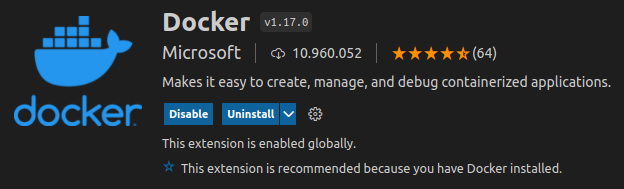 Docker v1.17.0
Microsoft 10.960.052 (64)
Makes it easy to create, manage, and debug containerized applications.
docker
Disable Uninstall
This extension is enabled globally.
This extension is recommended because you have Docker installed.